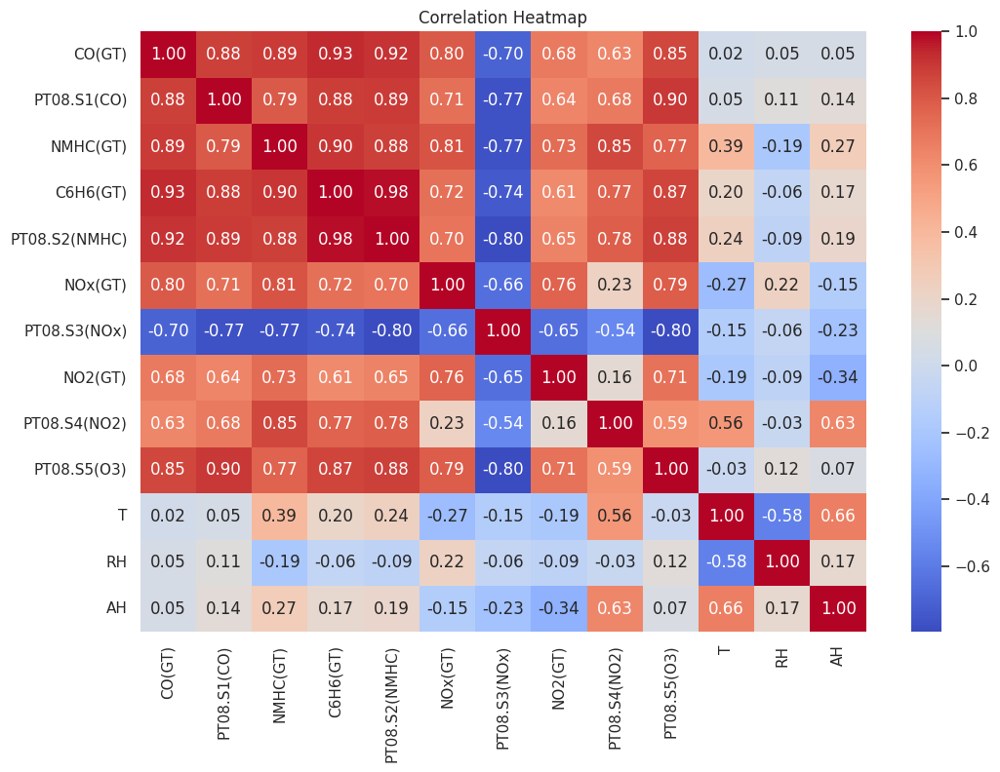 Correlation Heatmap
CO(GT) 1.00 0.88 0.89 0.93 0.92 0.80 -0.70 0.68 0.63 0.85 0.02 0.05 0.05
PT08.S1(CO) 0.88 1.00 0.79 0.88 0.89 0.71 -0.77 0.64 0.68 0.90 0.05 0.11 0.14
NMHC(GT) 0.89 0.79 1.00 0.90 0.88 0.81 -0.77 0.73 0.85 0.77 0.39 -0.19 0.27
C6H6(GT) 0.93 0.88 0.90 1.00 0.98 0.72 -0.74 0.61 0.77 0.87 0.20 -0.06 0.17
PT08.S2(NMHC) 0.92 0.89 0.88 0.98 1.00 0.70 -0.80 0.65 0.78 0.88 0.24 -0.09 0.19
NOx(GT) 0.80 0.71 0.81 0.72 0.70 1.00 -0.66 0.76 0.23 0.79 -0.27 0.22 -0.15
PT08.S3(NOx) -0.70 -0.77 -0.77 -0.74 -0.80 -0.66 1.00 -0.65 -0.54 -0.80 -0.15 -0.06 -0.23
NO2(GT) 0.68 0.64 0.73 0.61 0.65 0.76 -0.65 1.00 0.16 0.71 -0.19 -0.09 -0.34
PT08.S4(NO2) 0.63 0.68 0.85 0.77 0.78 0.23 -0.54 0.16 1.00 0.59 0.56 -0.03 0.63
PT08.S5(O3) 0.85 0.90 0.77 0.87 0.88 0.79 -0.80 0.71 0.59 1.00 -0.03 0.12 0.07
T 0.02 0.05 0.39 0.20 0.24 -0.27 -0.15 -0.19 0.56 -0.03 1.00 -0.58 0.66
RH 0.05 0.11 -0.19 -0.06 -0.09 0.22 -0.06 -0.09 -0.03 0.12 -0.58 1.00 0.17
AH 0.05 0.14 0.27 0.17 0.19 -0.15 -0.23 -0.34 0.63 0.07 0.66 0.17 1.00
CO(GT)
PT08.S1(CO)
NMHC(GT)
C6H6(GT)
PT08.S2(NMHC)
NOx(GT)
PT08.S3(NOx)
NO2(GT)
PT08.S4(NO2)
PT08.S5(O3)
T
RH
AH
1.0
0.8
0.6
0.4
0.2
0.0
−0.2
−0.4
−0.6